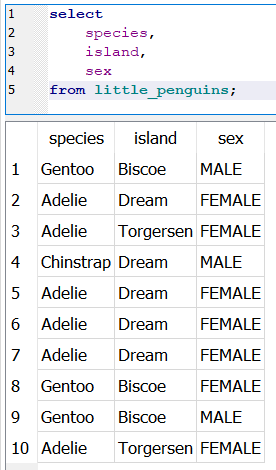 1 select
2 species,
3 island,
4 sex
5 from little_penguins;
species island sex
1 Gentoo Biscoe MALE
2 Adelie Dream FEMALE
3 Adelie Torgersen FEMALE
4 Chinstrap Dream MALE
5 Adelie Dream FEMALE
6 Adelie Dream FEMALE
7 Adelie Dream FEMALE
8 Gentoo Biscoe FEMALE
9 Gentoo Biscoe MALE
10 Adelie Torgersen FEMALE